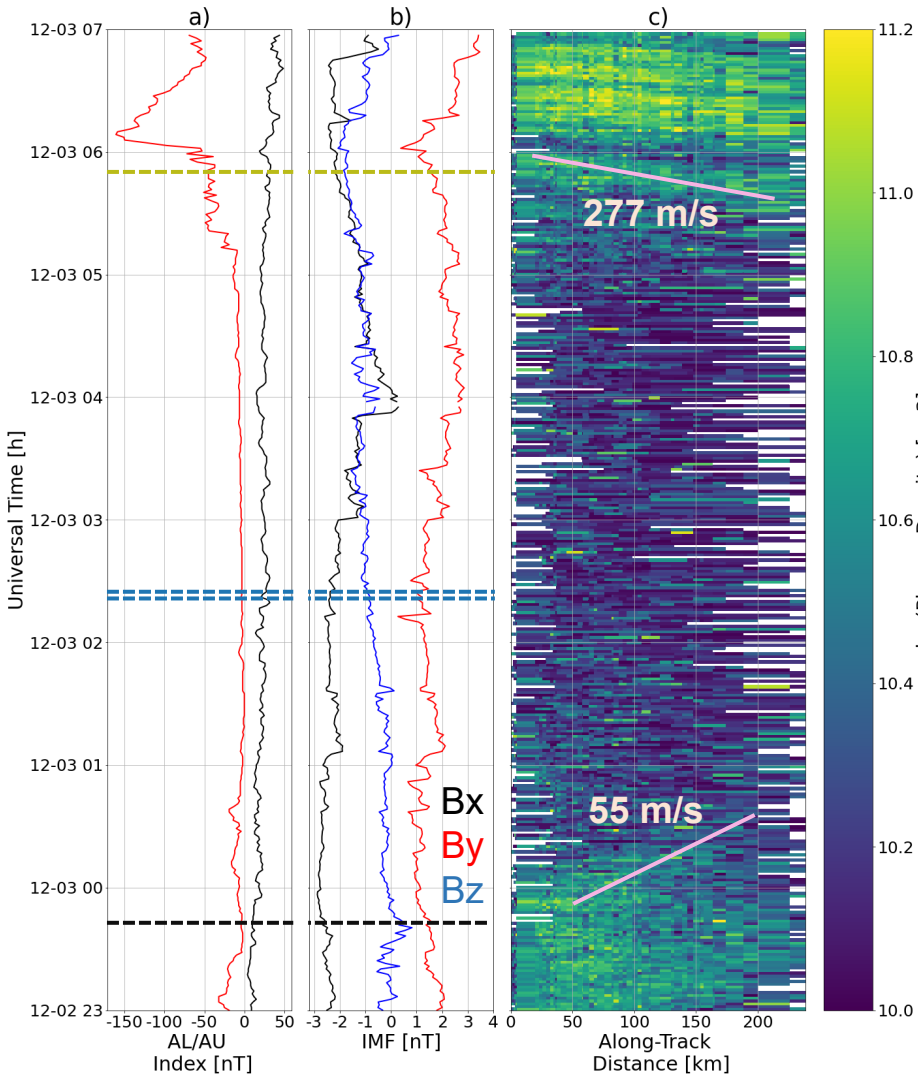 a)
b)
c)
12-03 07
12-03 06
12-03 05
12-03 04
12-03 03
12-03 02
12-03 01
12-03 00
12-02 23
Universal Time [h]
-150 -100 -50 0 50
AL/AU
Index [nT]
-3 -2 -1 0 1 2 3 4
IMF [nT]
Bx
By
Bz
0 50 100 150 200
Along-Track
Distance [km]
277 m/s
55 m/s
11.2
11.0
10.8
10.6
10.4
10.2
10.0